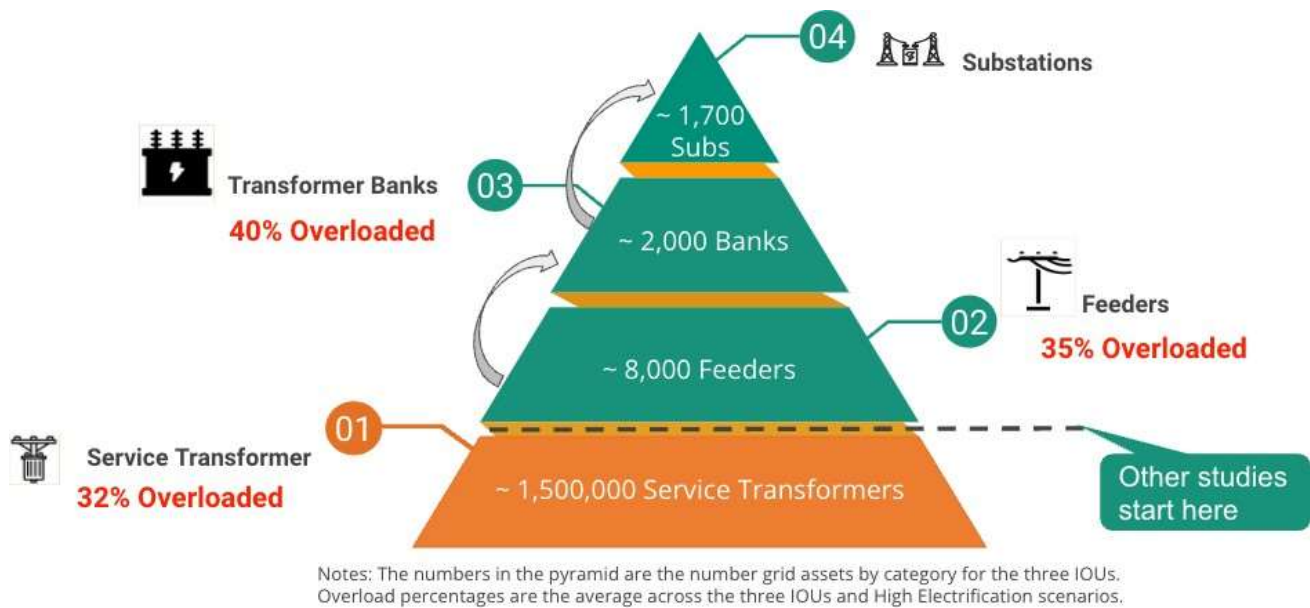 04
Substations
~ 1,700
Subs
Transformer Banks
03
40% Overloaded
~ 2,000 Banks
02
Feeders
35% Overloaded
~ 8,000 Feeders
01
Service Transformer
32% Overloaded
~ 1,500,000 Service Transformers
Other studies
start here
Notes: The numbers in the pyramid are the number grid assets by category for the three IOUs.
Overload percentages are the average across the three IOUs and High Electrification scenarios.